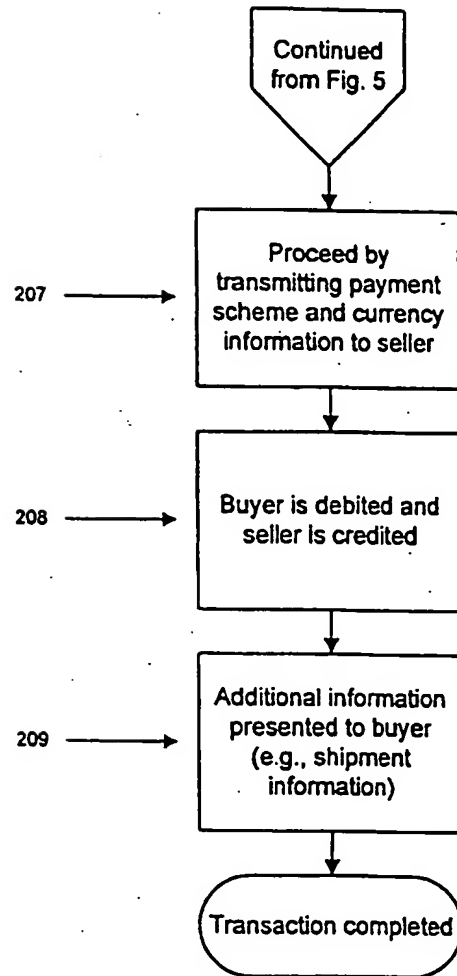 Continued
from Fig. 5
207
Proceed by
transmitting payment
scheme and currency
information to seller
208
Buyer is debited and
seller is credited
209
Additional information
presented to buyer
(e.g., shipment
information)
Transaction completed